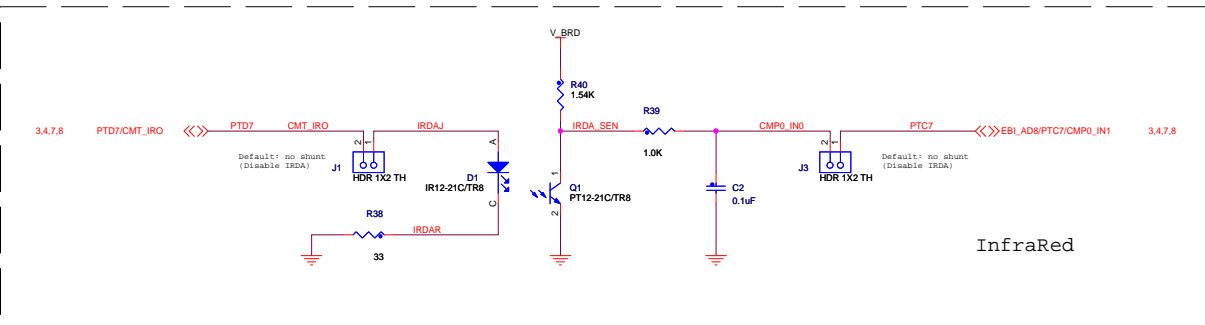 V_BRD
R40
1.54K
R39
1.0K
3,4,7,8
PTD7/CMT_IRO
PTD7
CMT_IRO
IRDAJ
IRDA_SEN
CMP0_IN0
PTC7
EBI_AD8/PTC7/CMP0_IN1
3,4,7,8
2
1
A
2
1
Default: no shunt
(Disable IRDA)
J1
HDR 1X2 TH
D1
IR12-21C/TR8
C
1
Q1
PT12-21C/TR8
2
C2
0.1uF
J3
HDR 1X2 TH
Default: no shunt
(Disable IRDA)
R38
33
IRDAR
InfraRed